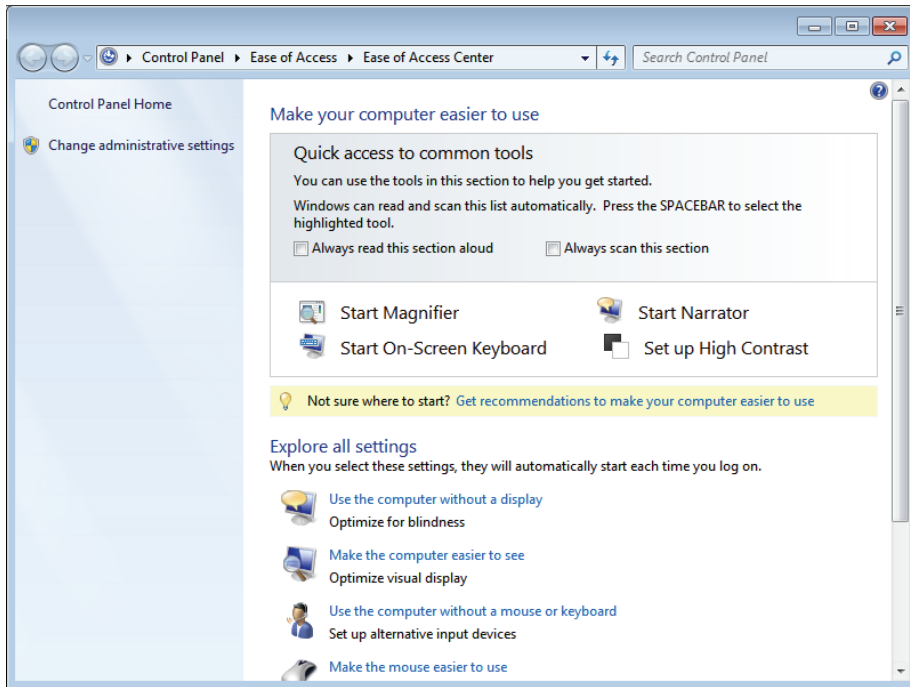 Control Panel Ease of Access Ease of Access Center Search Control Panel
Control Panel Home
Change administrative settings
Make your computer easier to use
Quick access to common tools
You can use the tools in this section to help you get started.
Windows can read and scan this list automatically. Press the SPACEBAR to select the
highlighted tool.
Always read this section aloud Always scan this section
Start Magnifier Start Narrator
Start On-Screen Keyboard Set up High Contrast
Not sure where to start? Get recommendations to make your computer easier to use
Explore all settings
When you select these settings, they will automatically start each time you log on.
Use the computer without a display
Optimize for blindness
Make the computer easier to see
Optimize visual display
Use the computer without a mouse or keyboard
Set up alternative input devices
Make the mouse easier to use